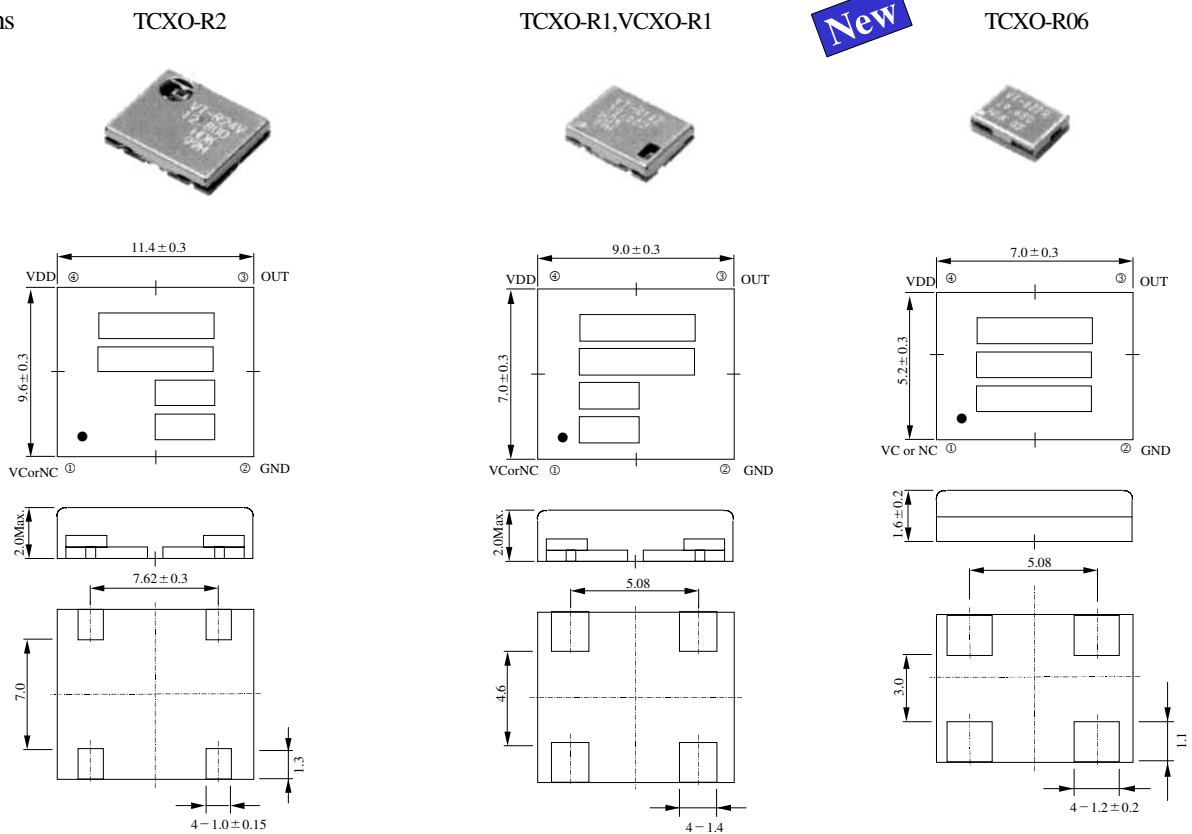 ns
TCXO-R2
TCXO-R1,VCXO-R1
New
TCXO-R06
VT-R24V
12.800
11.4±0.3
VDD ④ ③ OUT
9.6±0.3
VCorNC ① ② GND
2.0Max.
7.62±0.3
7.0
1.3
4-1.0±0.15
9.0±0.3
VDD ④ ③ OUT
7.0±0.3
VCorNC ① ② GND
2.0Max.
5.08
4.6
4-1.4
7.0±0.3
VDD ④ ③ OUT
5.2±0.3
VC or NC ① ② GND
1.6±0.2
5.08
3.0
1.1
4-1.2±0.2